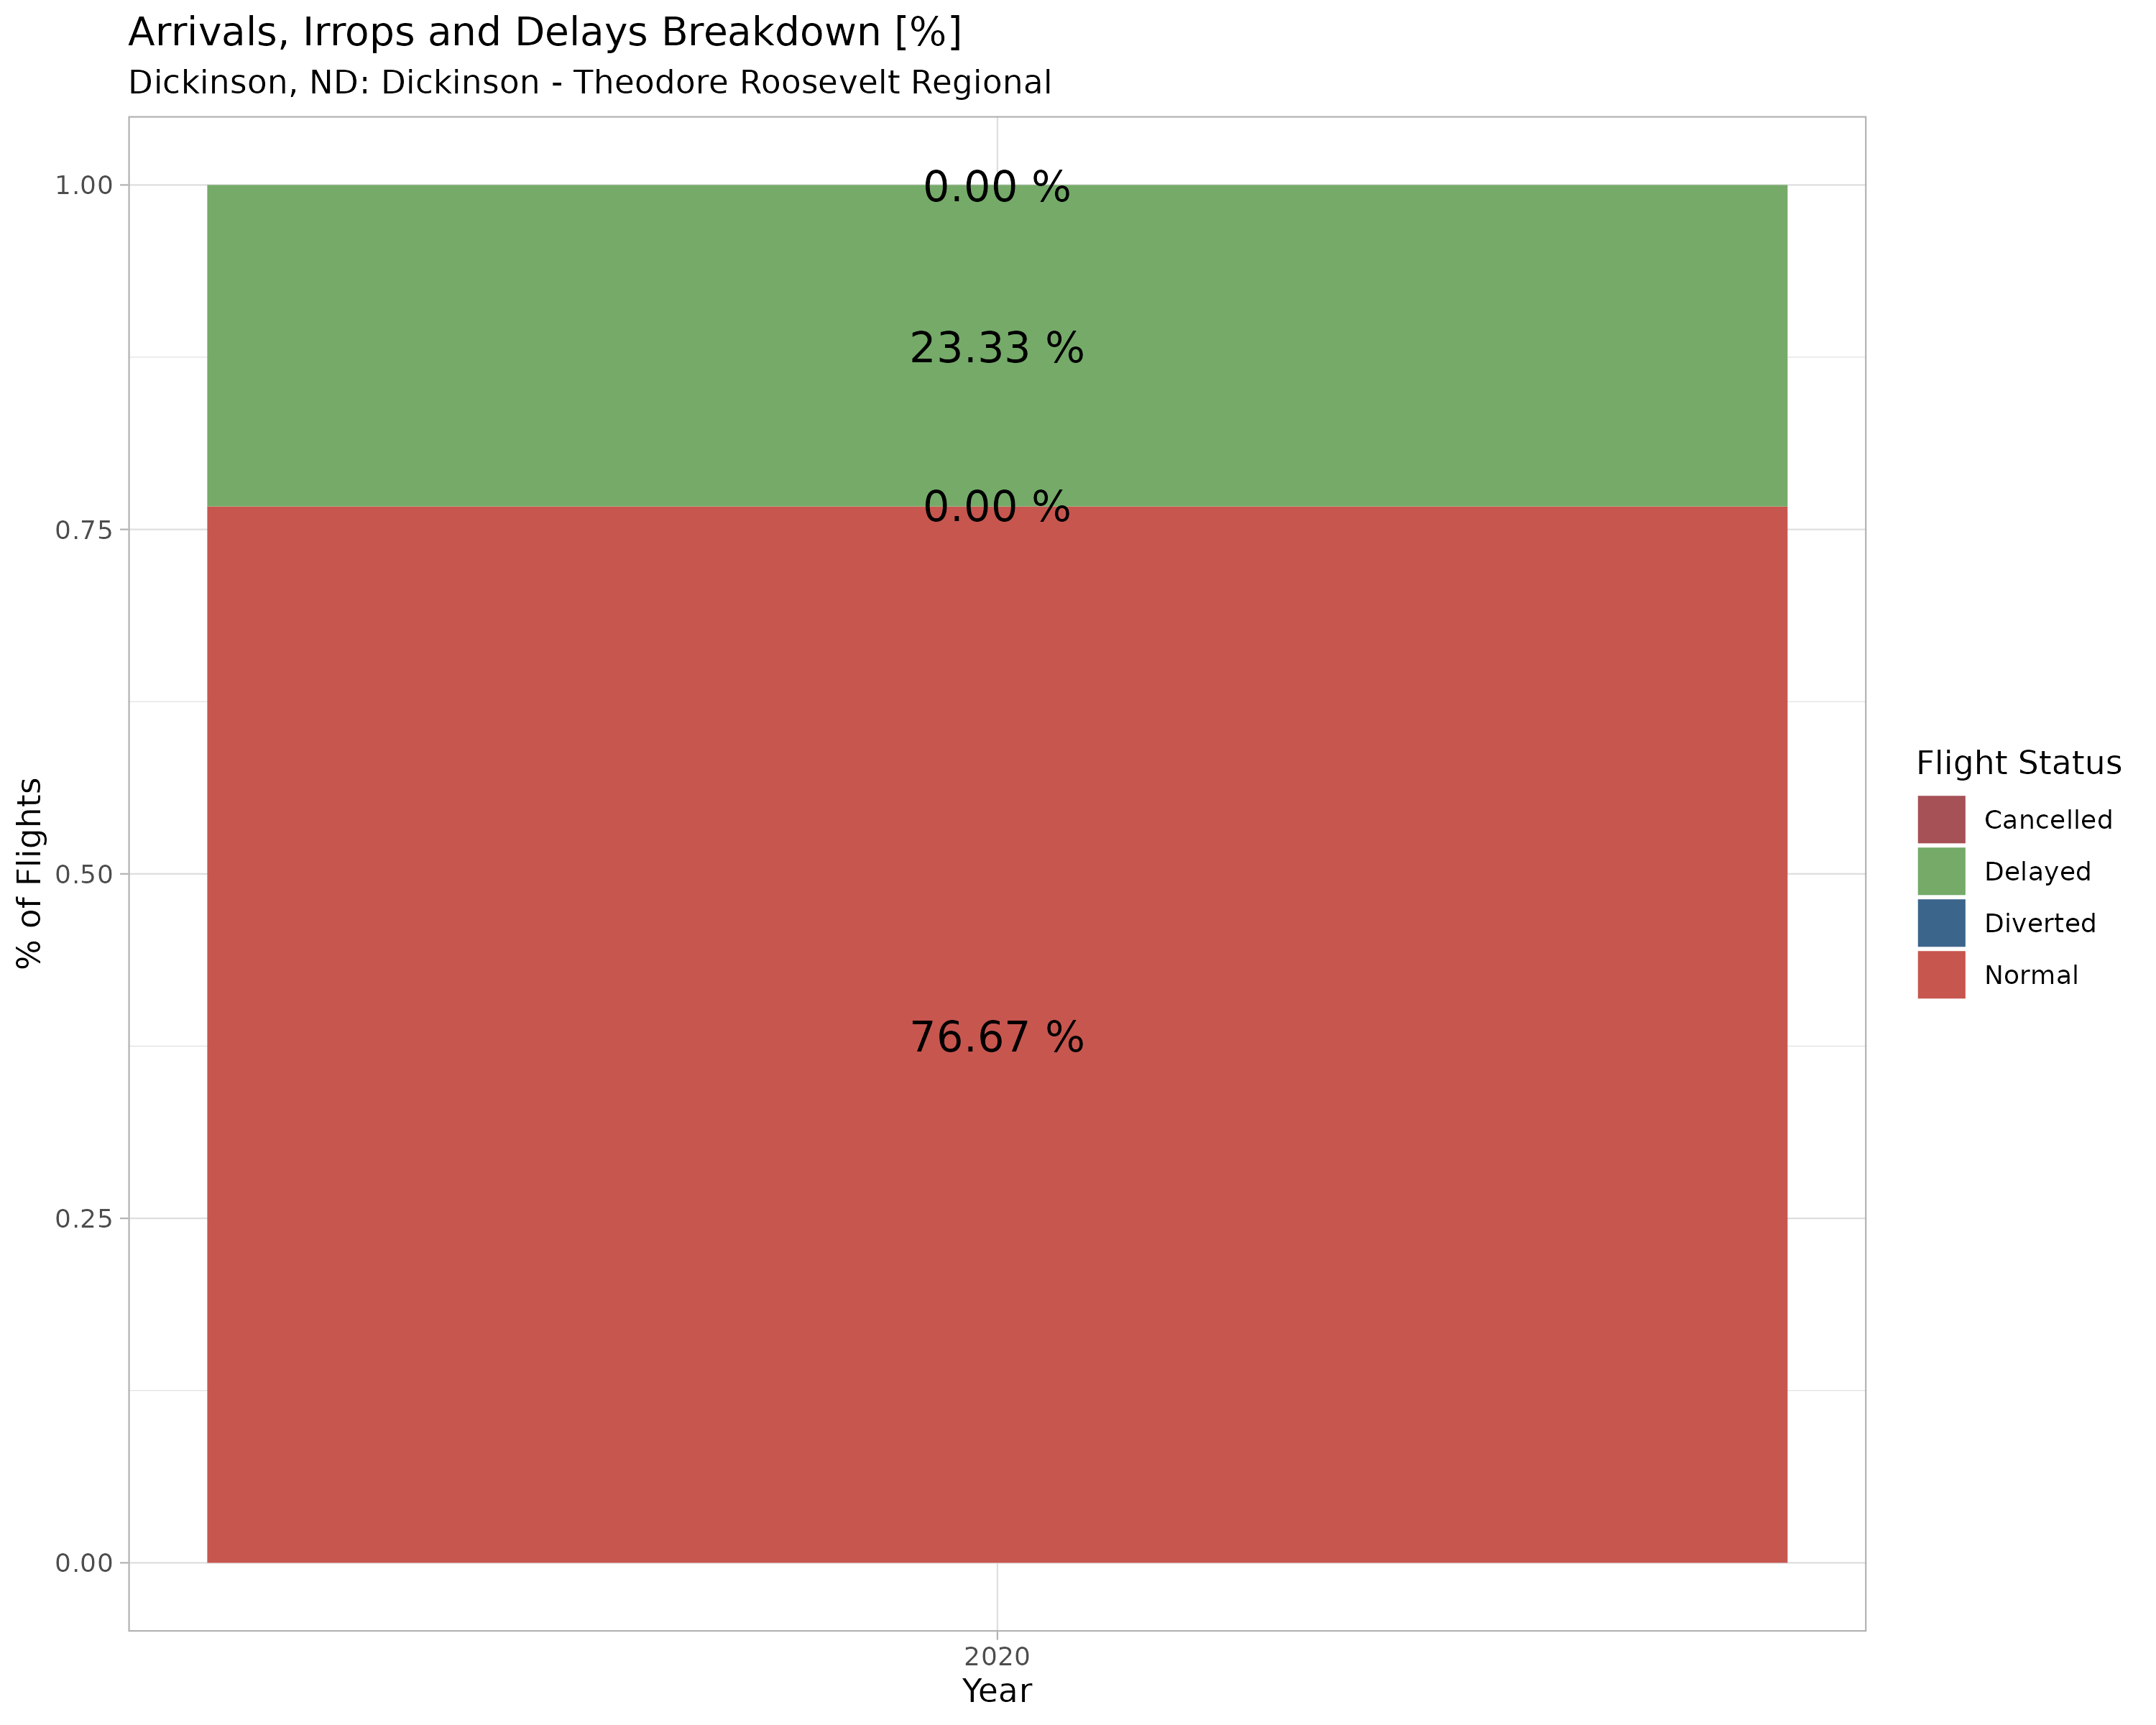 Arrivals, Irrops and Delays Breakdown [%]
Dickinson, ND: Dickinson - Theodore Roosevelt Regional
% of Flights
1.00
0.75
0.50
0.25
0.00
0.00 %
23.33 %
0.00 %
76.67 %
2020
Year
Flight Status
Cancelled
Delayed
Diverted
Normal